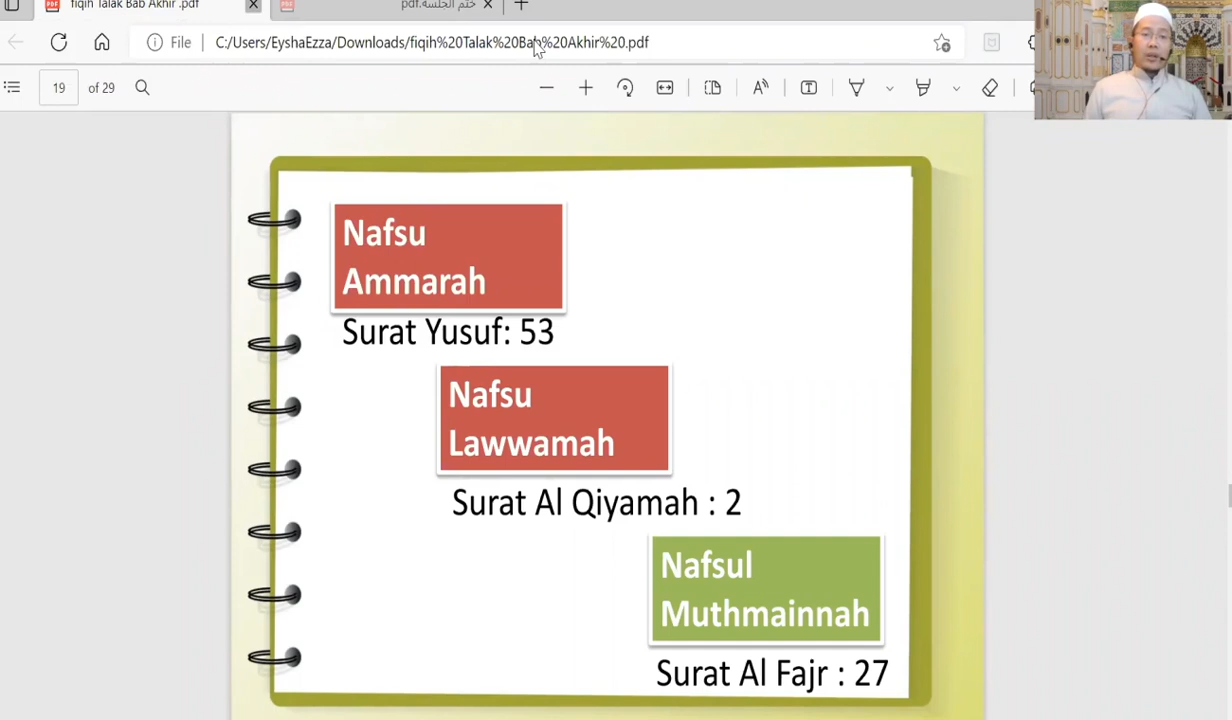 fiqih Talak Bab Akhir .pdf
ختم الجلسة.pdf
File
C:/Users/EyshaEzza/Downloads/fiqih%20Talak%20Bab%20Akhir%20.pdf
19 of 29
Nafsu
Ammarah
Surat Yusuf: 53
Nafsu
Lawwamah
Surat Al Qiyamah : 2
Nafsul
Muthmainnah
Surat Al Fajr : 27